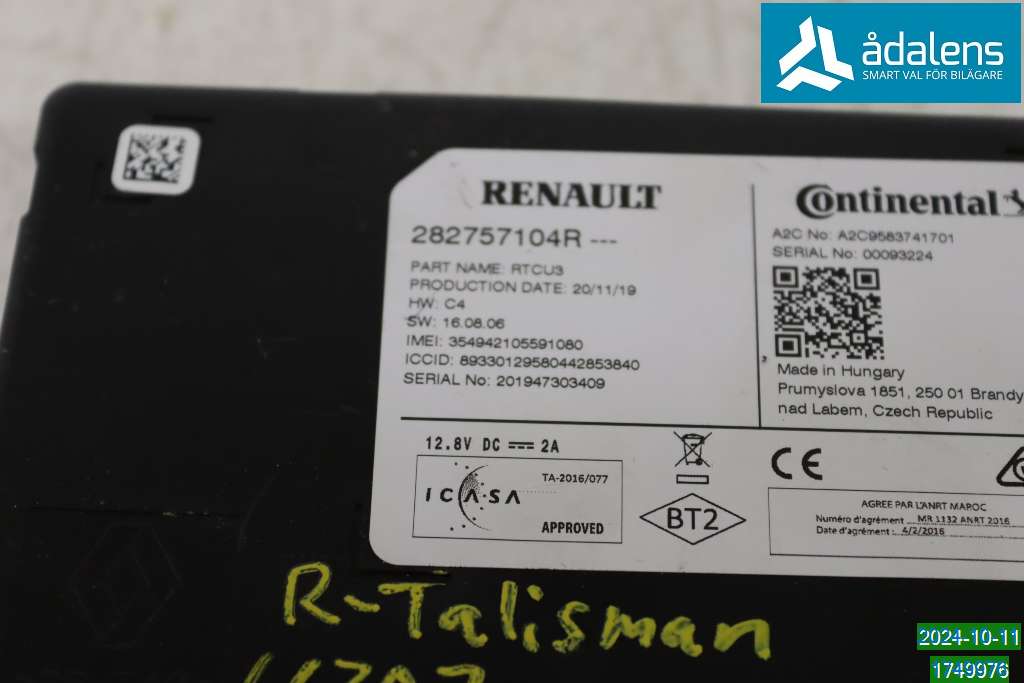 ådalens
SMART VAL FÖR BILÄGARE
RENAULT
282757104R ---
PART NAME: RTCU3
PRODUCTION DATE: 20/11/19
HW: C4
SW: 16.08.06
IMEI: 354942105591080
ICCID: 89330129580442853840
SERIAL No: 201947303409
Continental
A2C No: A2C9583741701
SERIAL No: 00093224
Made in Hungary
Prumyslova 1851, 250 01 Brandy
nad Labem, Czech Republic
12.8V DC 2A
TA-2016/077
ICASA
APPROVED
BT2
CE
AGREE PAR L'ANRT MAROC
Numéro d'agrément MR 1132 ANRT 2016
Date d'agrément: 4/2/2016
R-Talisman
2024-10-11
1749976